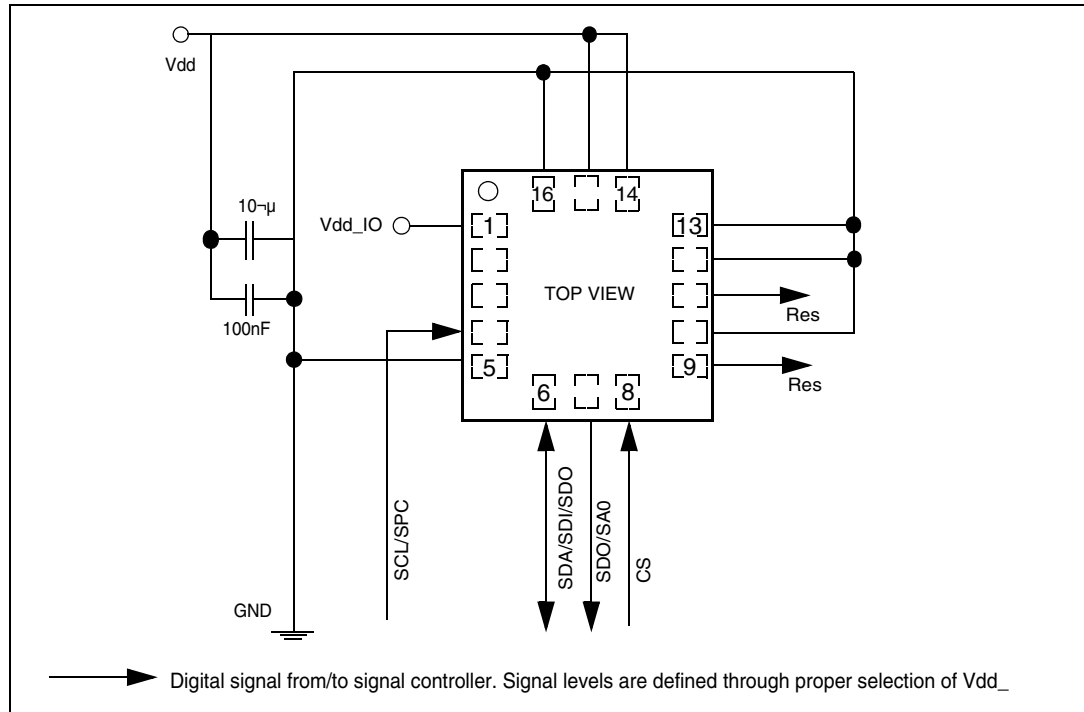 Vdd
16
14
10¬µ
Vdd_IO
1
13
TOP VIEW
Res
100nF
5
9
Res
6
8
SCL/SPC
SDA/SDI/SDO
SDO/SA0
CS
GND
Digital signal from/to signal controller. Signal levels are defined through proper selection of Vdd_